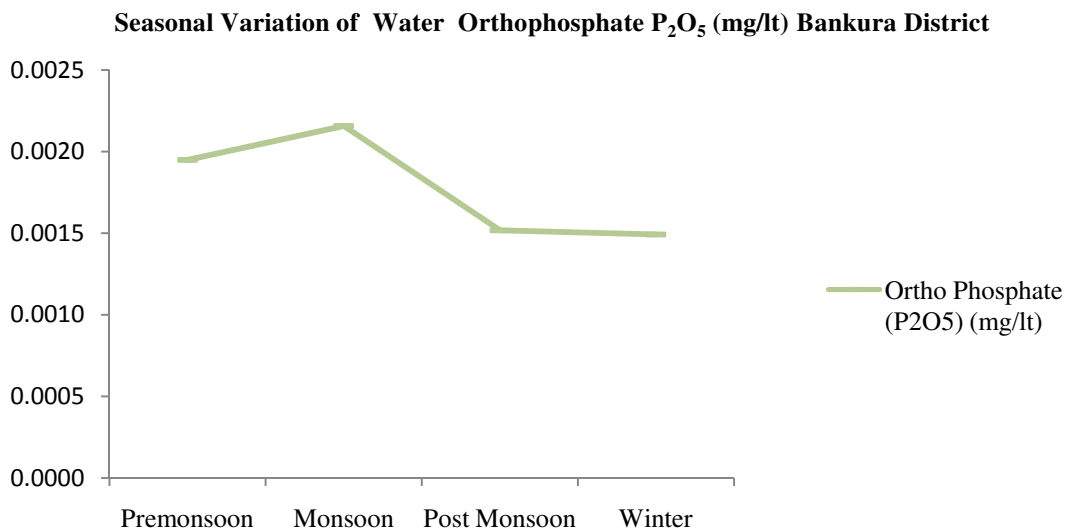 Seasonal Variation of Water Orthophosphate P₂O₅ (mg/lt) Bankura District
0.0025
0.0020
0.0015
0.0010
0.0005
0.0000
Premonsoon Monsoon Post Monsoon Winter
Ortho Phosphate
(P2O5) (mg/lt)